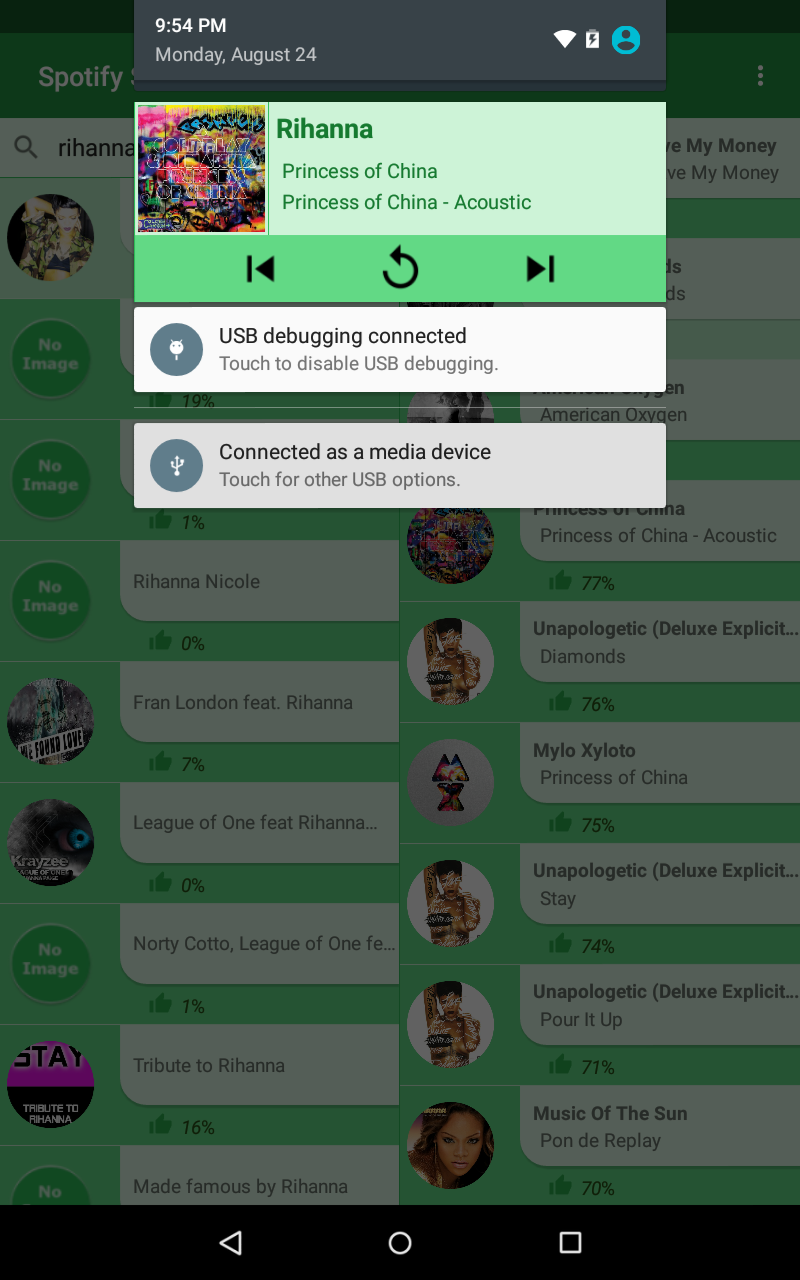 9:54 PM
Monday, August 24
Spotify S
rihanna
Rihanna
Princess of China
Princess of China - Acoustic
USB debugging connected
Touch to disable USB debugging.
Connected as a media device
Touch for other USB options.
No
Image
19%
No
Image
1%
No
Image
Rihanna Nicole
0%
WE FOUND LOVE
Fran London feat. Rihanna
7%
Krayzee
League of One feat Rihanna...
0%
No
Image
Norty Cotto, League of One fe...
1%
STAY
TRIBUTE TO
RIHANNA
Tribute to Rihanna
16%
No
Made famous by Rihanna
ve My Money
ve My Money
ds
ds
American Oxygen
American Oxygen
Princess of China
Princess of China - Acoustic
77%
Unapologetic (Deluxe Explicit...
Diamonds
76%
Mylo Xyloto
Princess of China
75%
Unapologetic (Deluxe Explicit...
Stay
74%
Unapologetic (Deluxe Explicit...
Pour It Up
71%
Music Of The Sun
Pon de Replay
70%